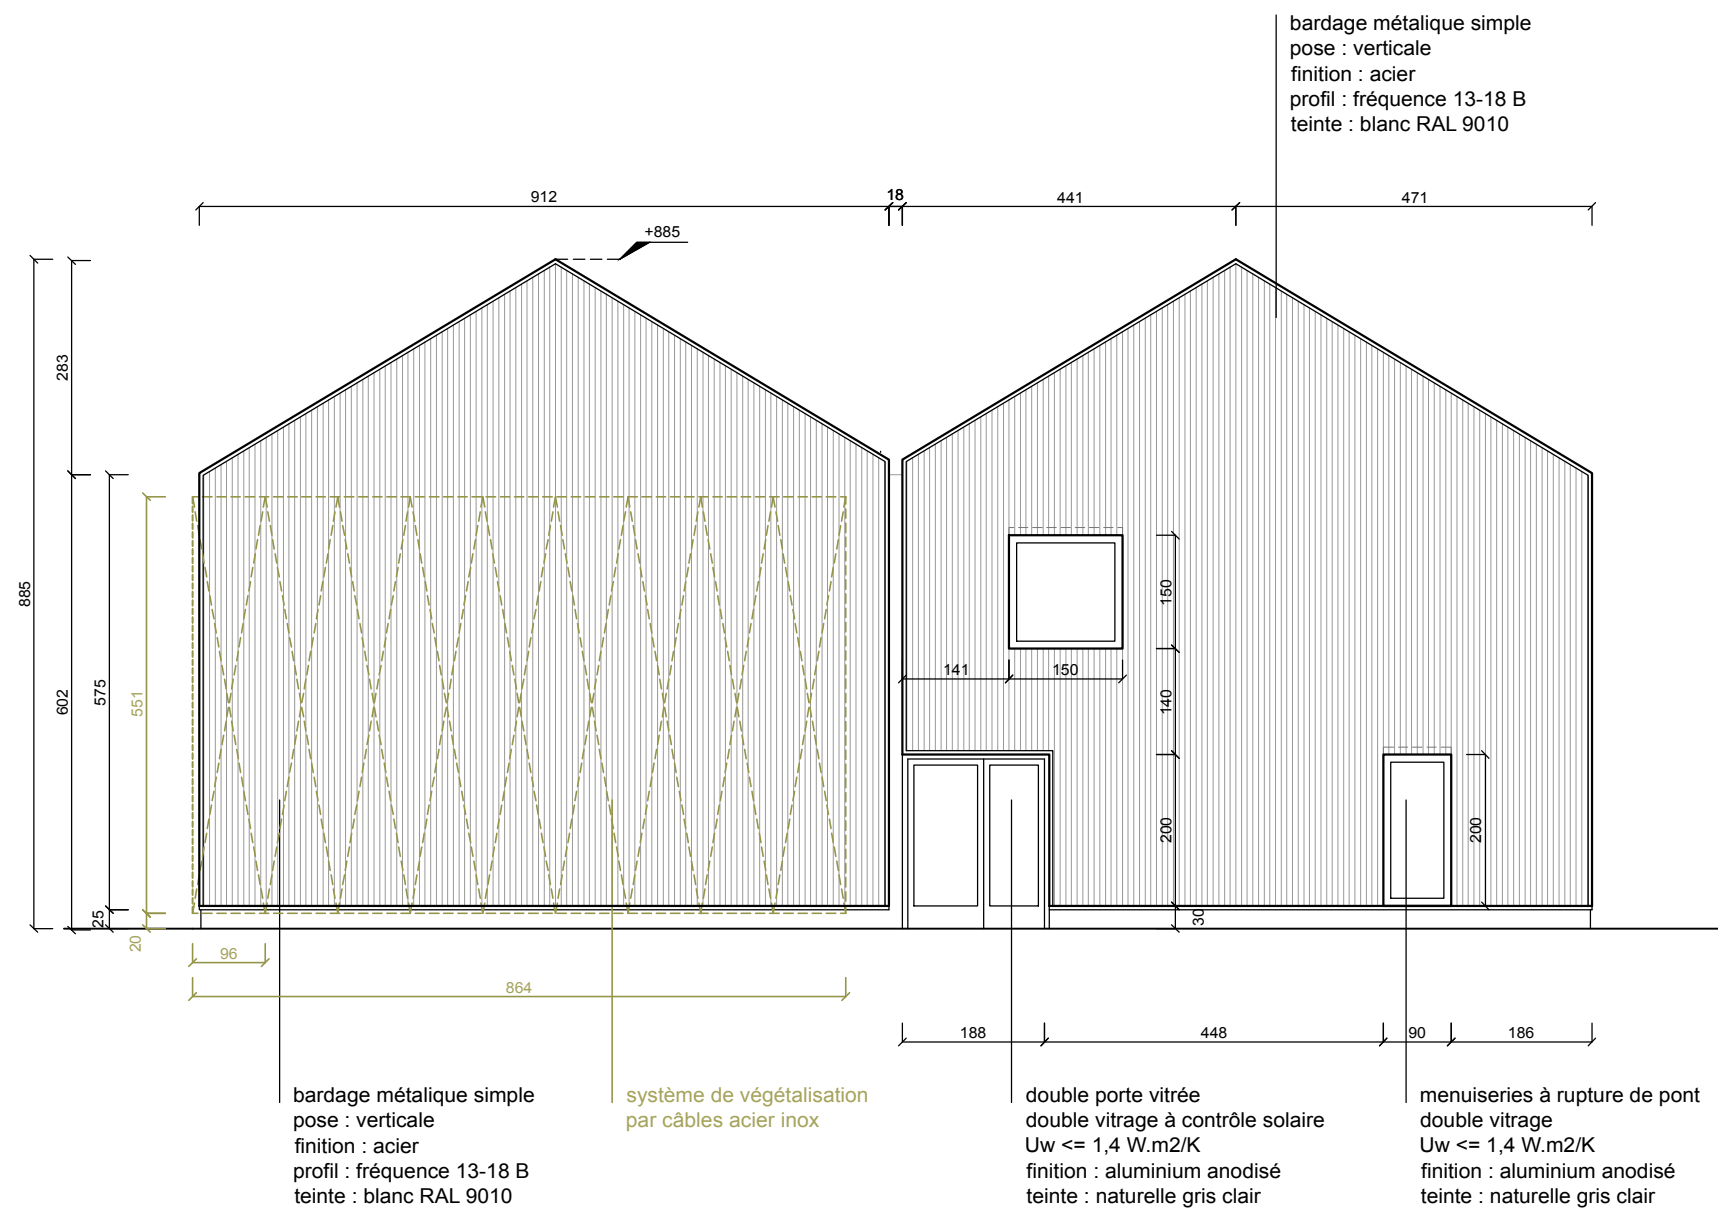 bardage métalique simple
pose : verticale
finition : acier
profil : fréquence 13-18 B
teinte : blanc RAL 9010
912
18
441
471
+885
283
885
602
575
551
25
20
150
141
150
140
200
200
30
96
864
188
448
90
186
bardage métalique simple
pose : verticale
finition : acier
profil : fréquence 13-18 B
teinte : blanc RAL 9010
système de végétalisation
par câbles acier inox
double porte vitrée
double vitrage à contrôle solaire
Uw <= 1,4 W.m2/K
finition : aluminium anodisé
teinte : naturelle gris clair
menuiseries à rupture de pont
double vitrage
Uw <= 1,4 W.m2/K
finition : aluminium anodisé
teinte : naturelle gris clair